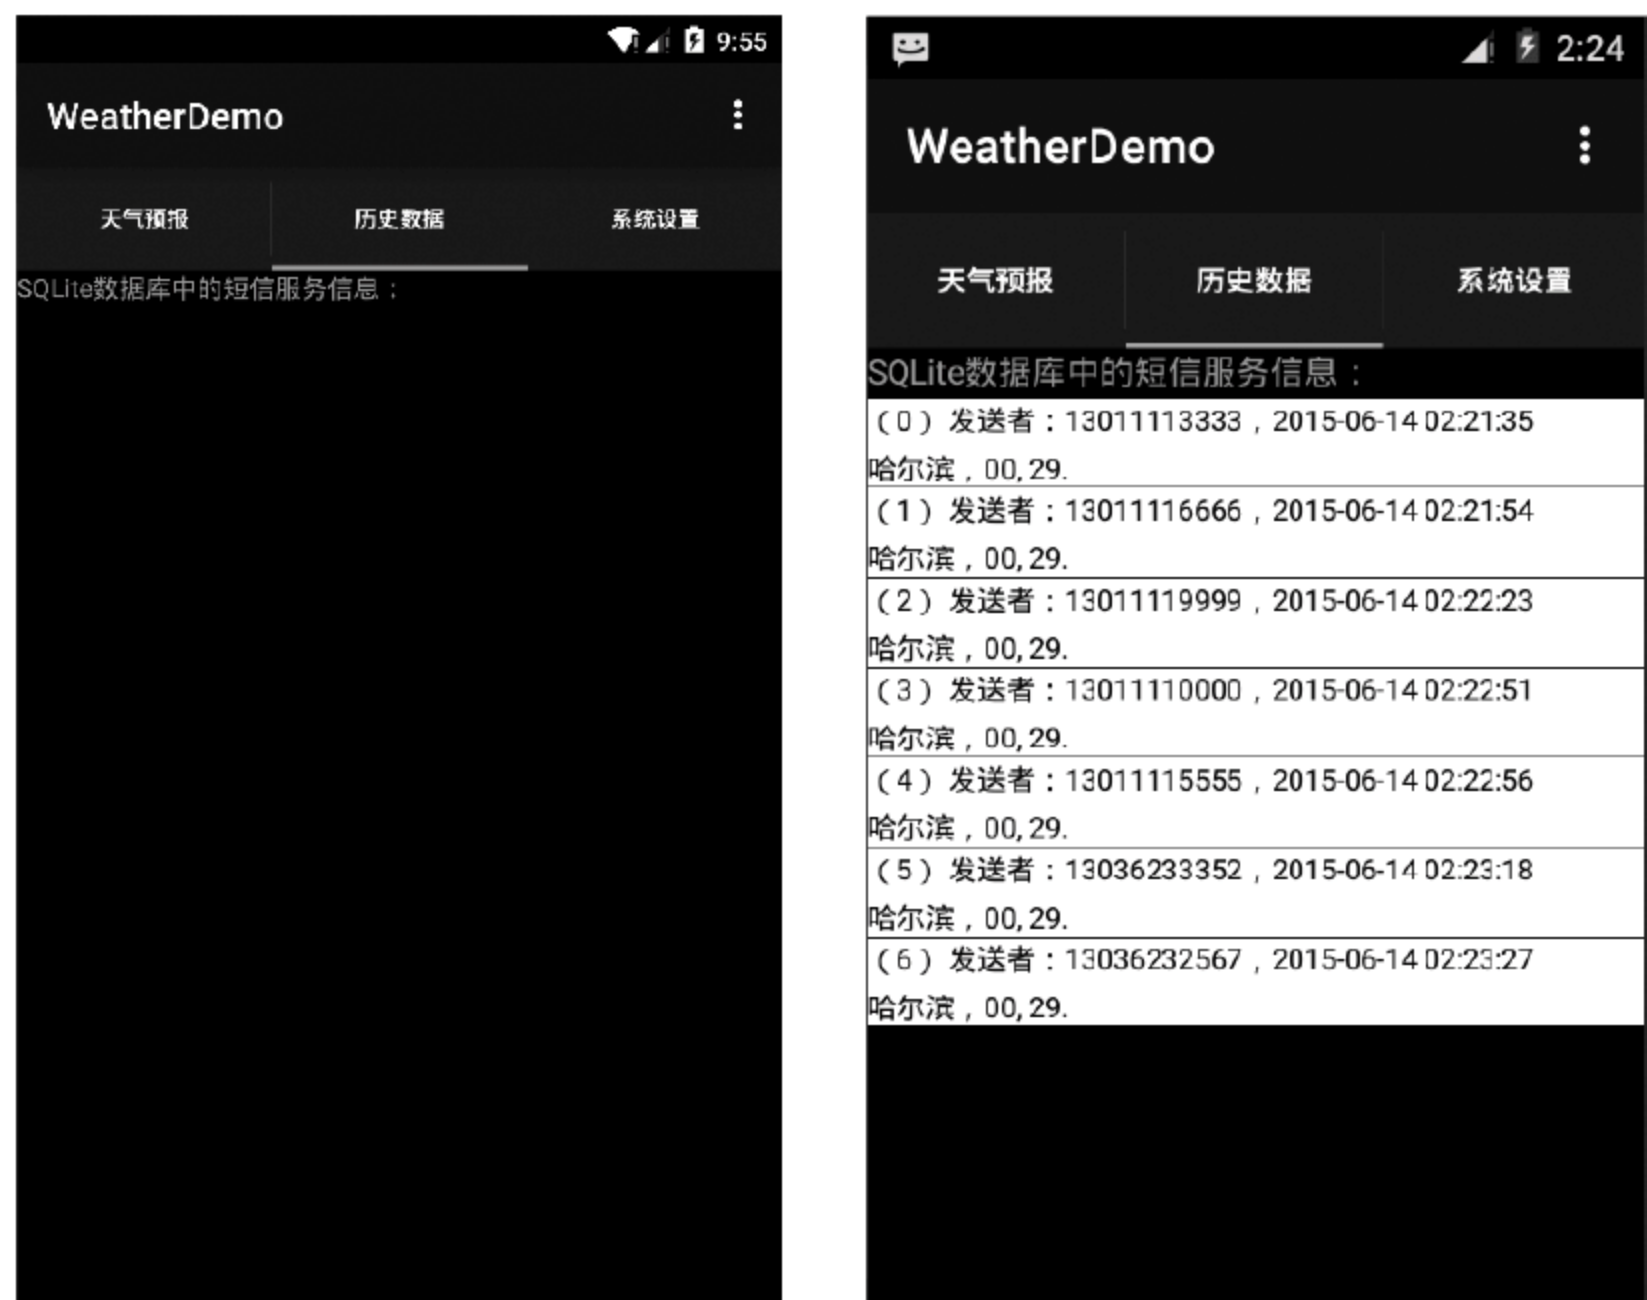 9:55
WeatherDemo
天气预报
历史数据
系统设置
SQLite数据库中的短信服务信息：
2:24
WeatherDemo
天气预报
历史数据
系统设置
SQLite数据库中的短信服务信息：
（0）发送者：13011113333，2015-06-14 02:21:35
哈尔滨，00,29.
（1）发送者：13011116666，2015-06-14 02:21:54
哈尔滨，00,29.
（2）发送者：13011119999，2015-06-14 02:22:23
哈尔滨，00,29.
（3）发送者：13011110000，2015-06-14 02:22:51
哈尔滨，00,29.
（4）发送者：13011115555，2015-06-14 02:22:56
哈尔滨，00,29.
（5）发送者：13036233352，2015-06-14 02:23:18
哈尔滨，00,29.
（6）发送者：13036232567，2015-06-14 02:23:27
哈尔滨，00,29.